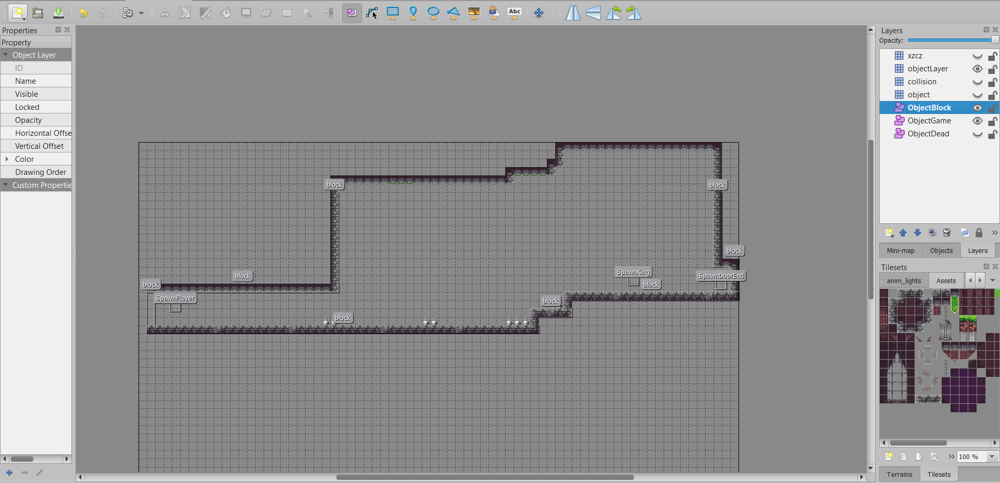 Abc
Properties
Property
Object Layer
ID
Name
Visible
Locked
Opacity
Horizontal Offse
Vertical Offset
Color
Drawing Order
Custom Propertie
block
block
block
block
block
SpawnKing
SpawnDoorEnd
block
SpawnPlayer
block
block
Layers
Opacity:
xzcz
objectLayer
collision
object
ObjectBlock
ObjectGame
ObjectDead
Mini-map Objects Layers
Tilesets
anim_lights Assets
100 %
Terrains Tilesets